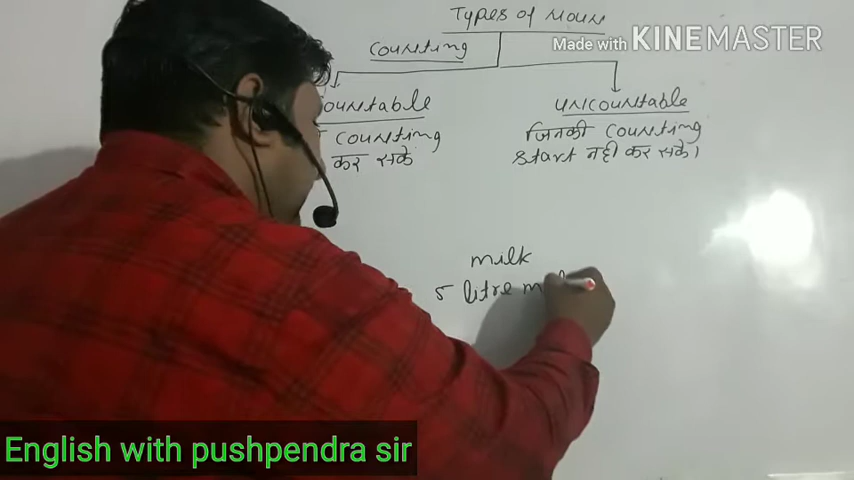 Types of Noun
Made with KINEMASTER
Counting
ountable
uncountable
counting
कर सके
जिनकी counting
start नही कर सके।
milk
5 litre m
English with pushpendra sir